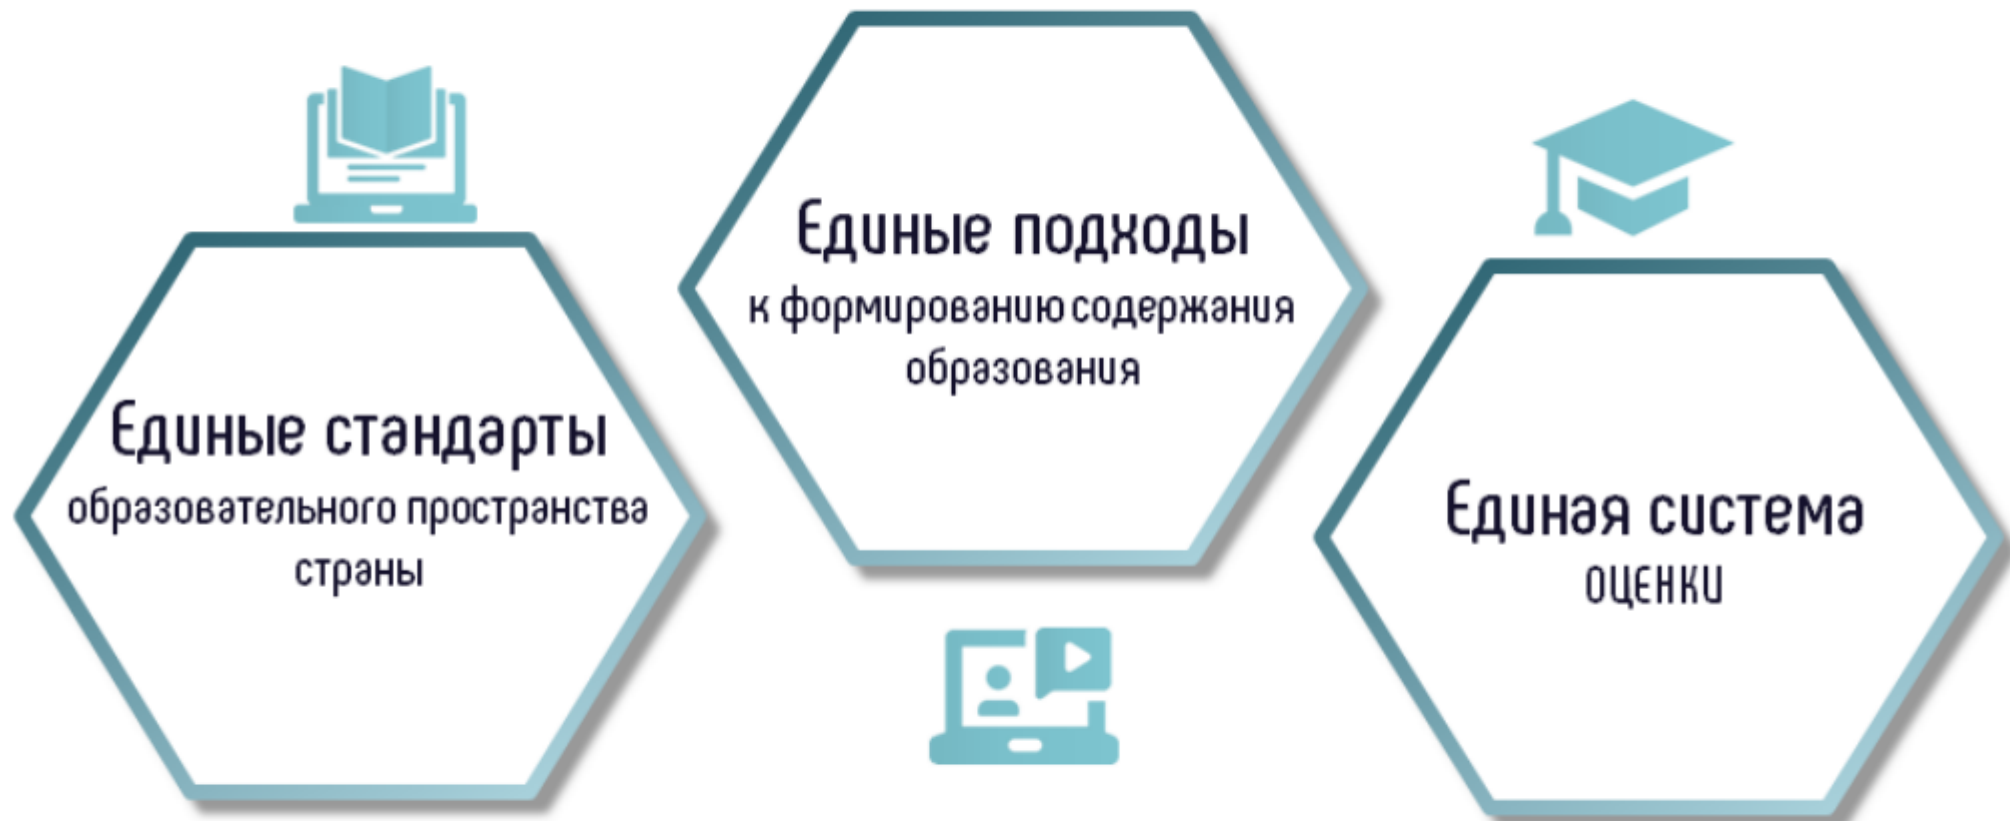 Единые стандарты
образовательного пространства
страны
Единые подходы
к формированию содержания
образования
Единая система
оценки